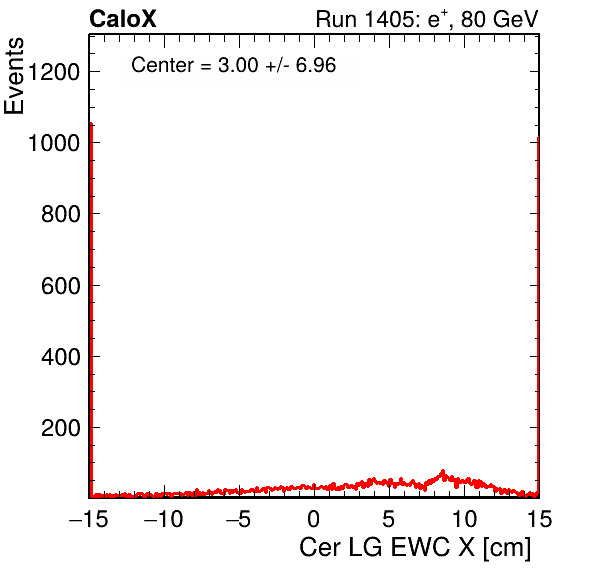 CaloX
Run 1405: e⁺, 80 GeV
Center = 3.00 +/- 6.96
Events
1200
1000
800
600
400
200
−15 −10 −5 0 5 10 15
Cer LG EWC X [cm]